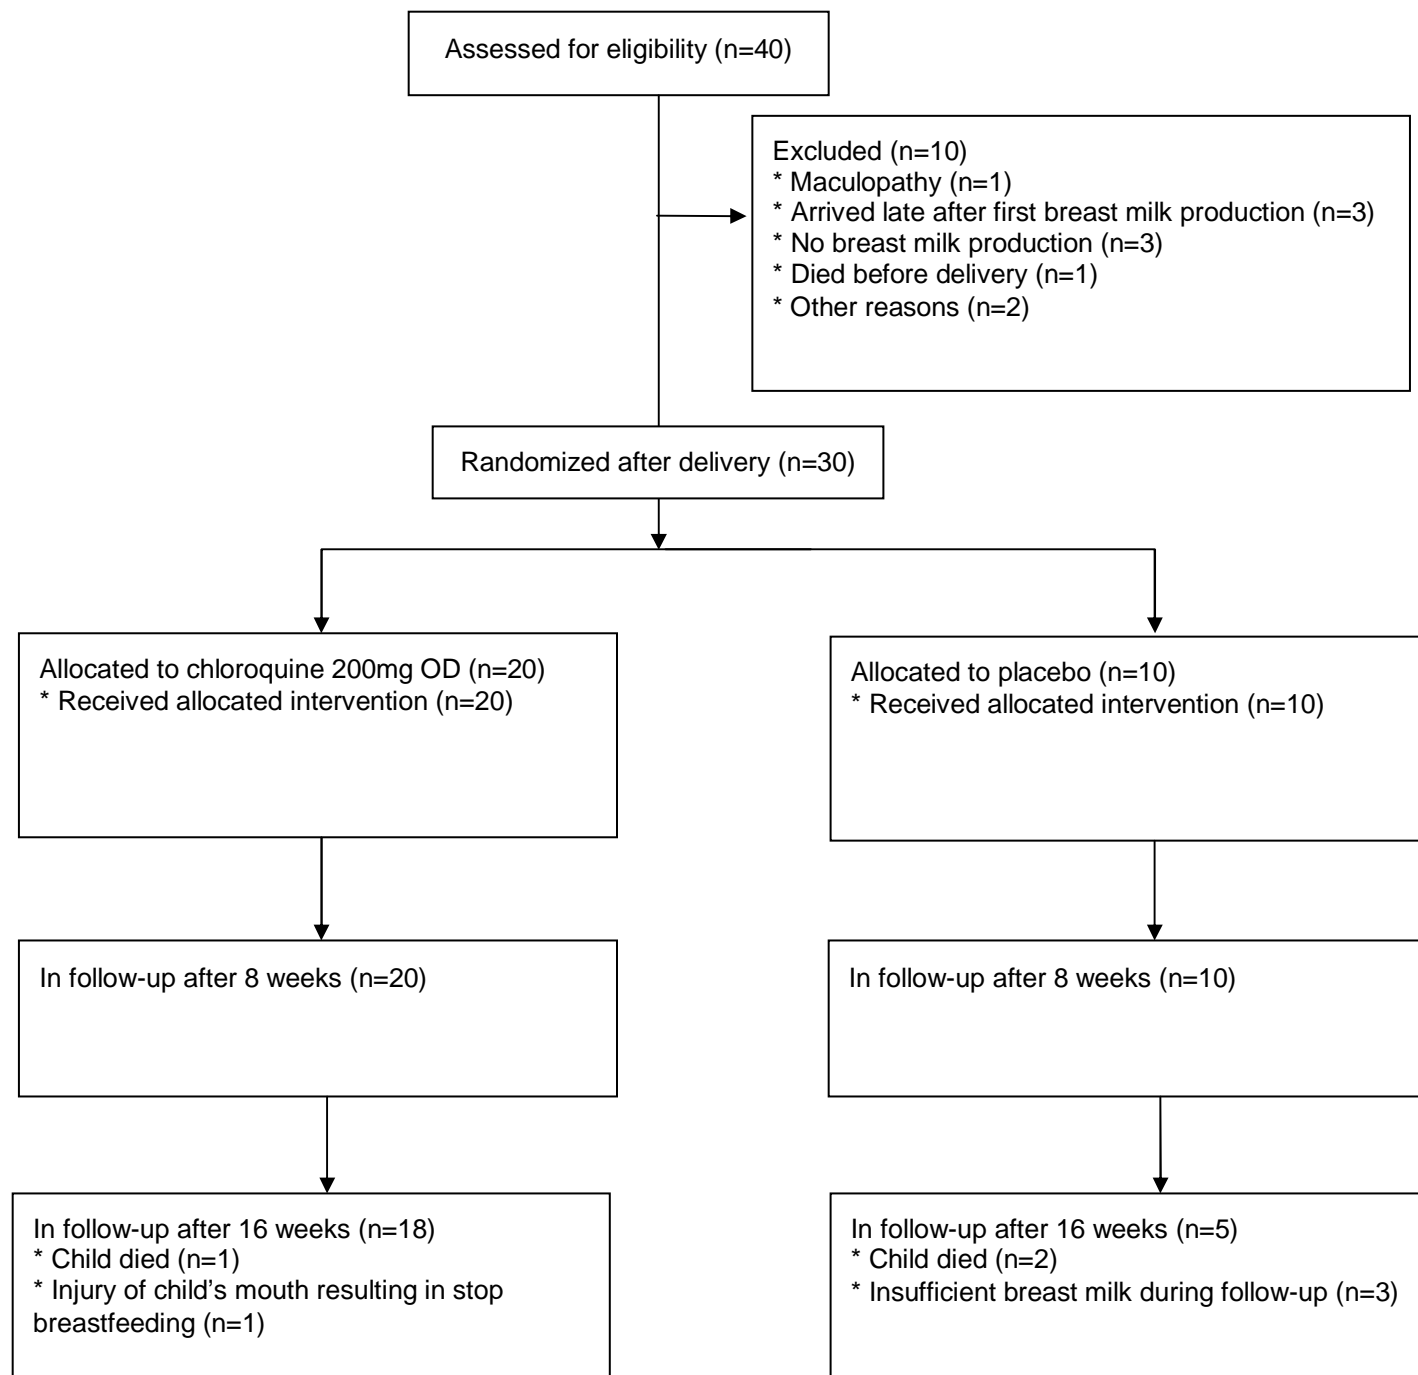 Assessed for eligibility (n=40)
Excluded (n=10)
* Maculopathy (n=1)
* Arrived late after first breast milk production (n=3)
* No breast milk production (n=3)
* Died before delivery (n=1)
* Other reasons (n=2)
Randomized after delivery (n=30)
Allocated to chloroquine 200mg OD (n=20)
* Received allocated intervention (n=20)
Allocated to placebo (n=10)
* Received allocated intervention (n=10)
In follow-up after 8 weeks (n=20)
In follow-up after 8 weeks (n=10)
In follow-up after 16 weeks (n=18)
* Child died (n=1)
* Injury of child’s mouth resulting in stop
breastfeeding (n=1)
In follow-up after 16 weeks (n=5)
* Child died (n=2)
* Insufficient breast milk during follow-up (n=3)